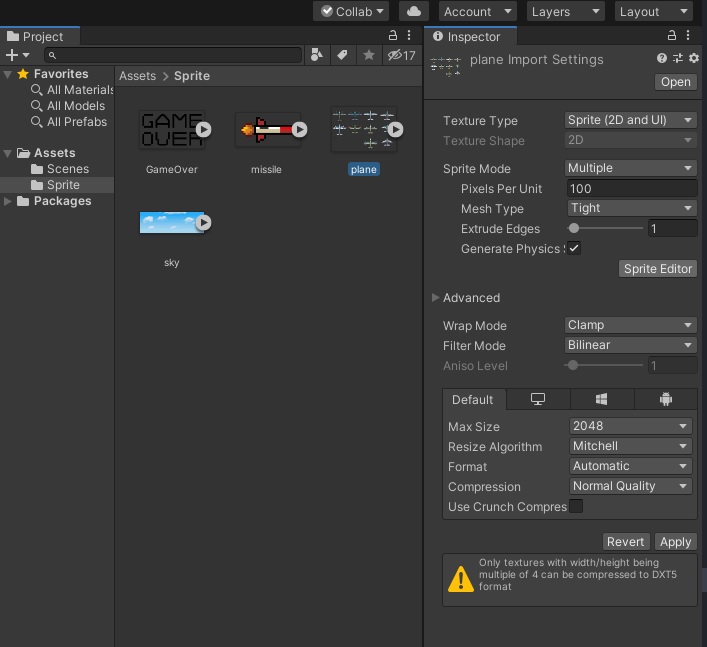 Collab
Account
Layers
Layout
Project
17
Favorites
All Materials
All Models
All Prefabs
Assets
Scenes
Sprite
Packages
Assets > Sprite
GAME
OVER
GameOver
missile
plane
sky
Inspector
plane Import Settings
Open
Texture Type Sprite (2D and UI)
Texture Shape 2D
Sprite Mode Multiple
Pixels Per Unit 100
Mesh Type Tight
Extrude Edges 1
Generate Physics S
Sprite Editor
Advanced
Wrap Mode Clamp
Filter Mode Bilinear
Aniso Level 1
Default
Max Size 2048
Resize Algorithm Mitchell
Format Automatic
Compression Normal Quality
Use Crunch Compres
Revert Apply
Only textures with width/height being
multiple of 4 can be compressed to DXT5
format